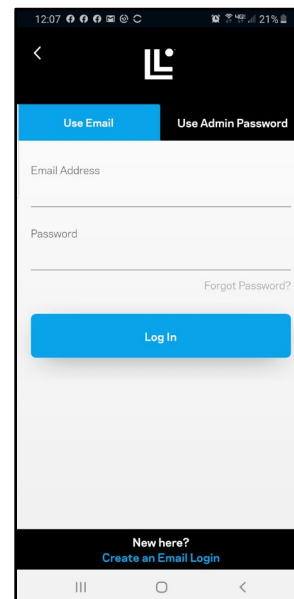 12:07
21%
Use Email
Use Admin Password
Email Address
Password
Forgot Password?
Log In
New here?
Create an Email Login